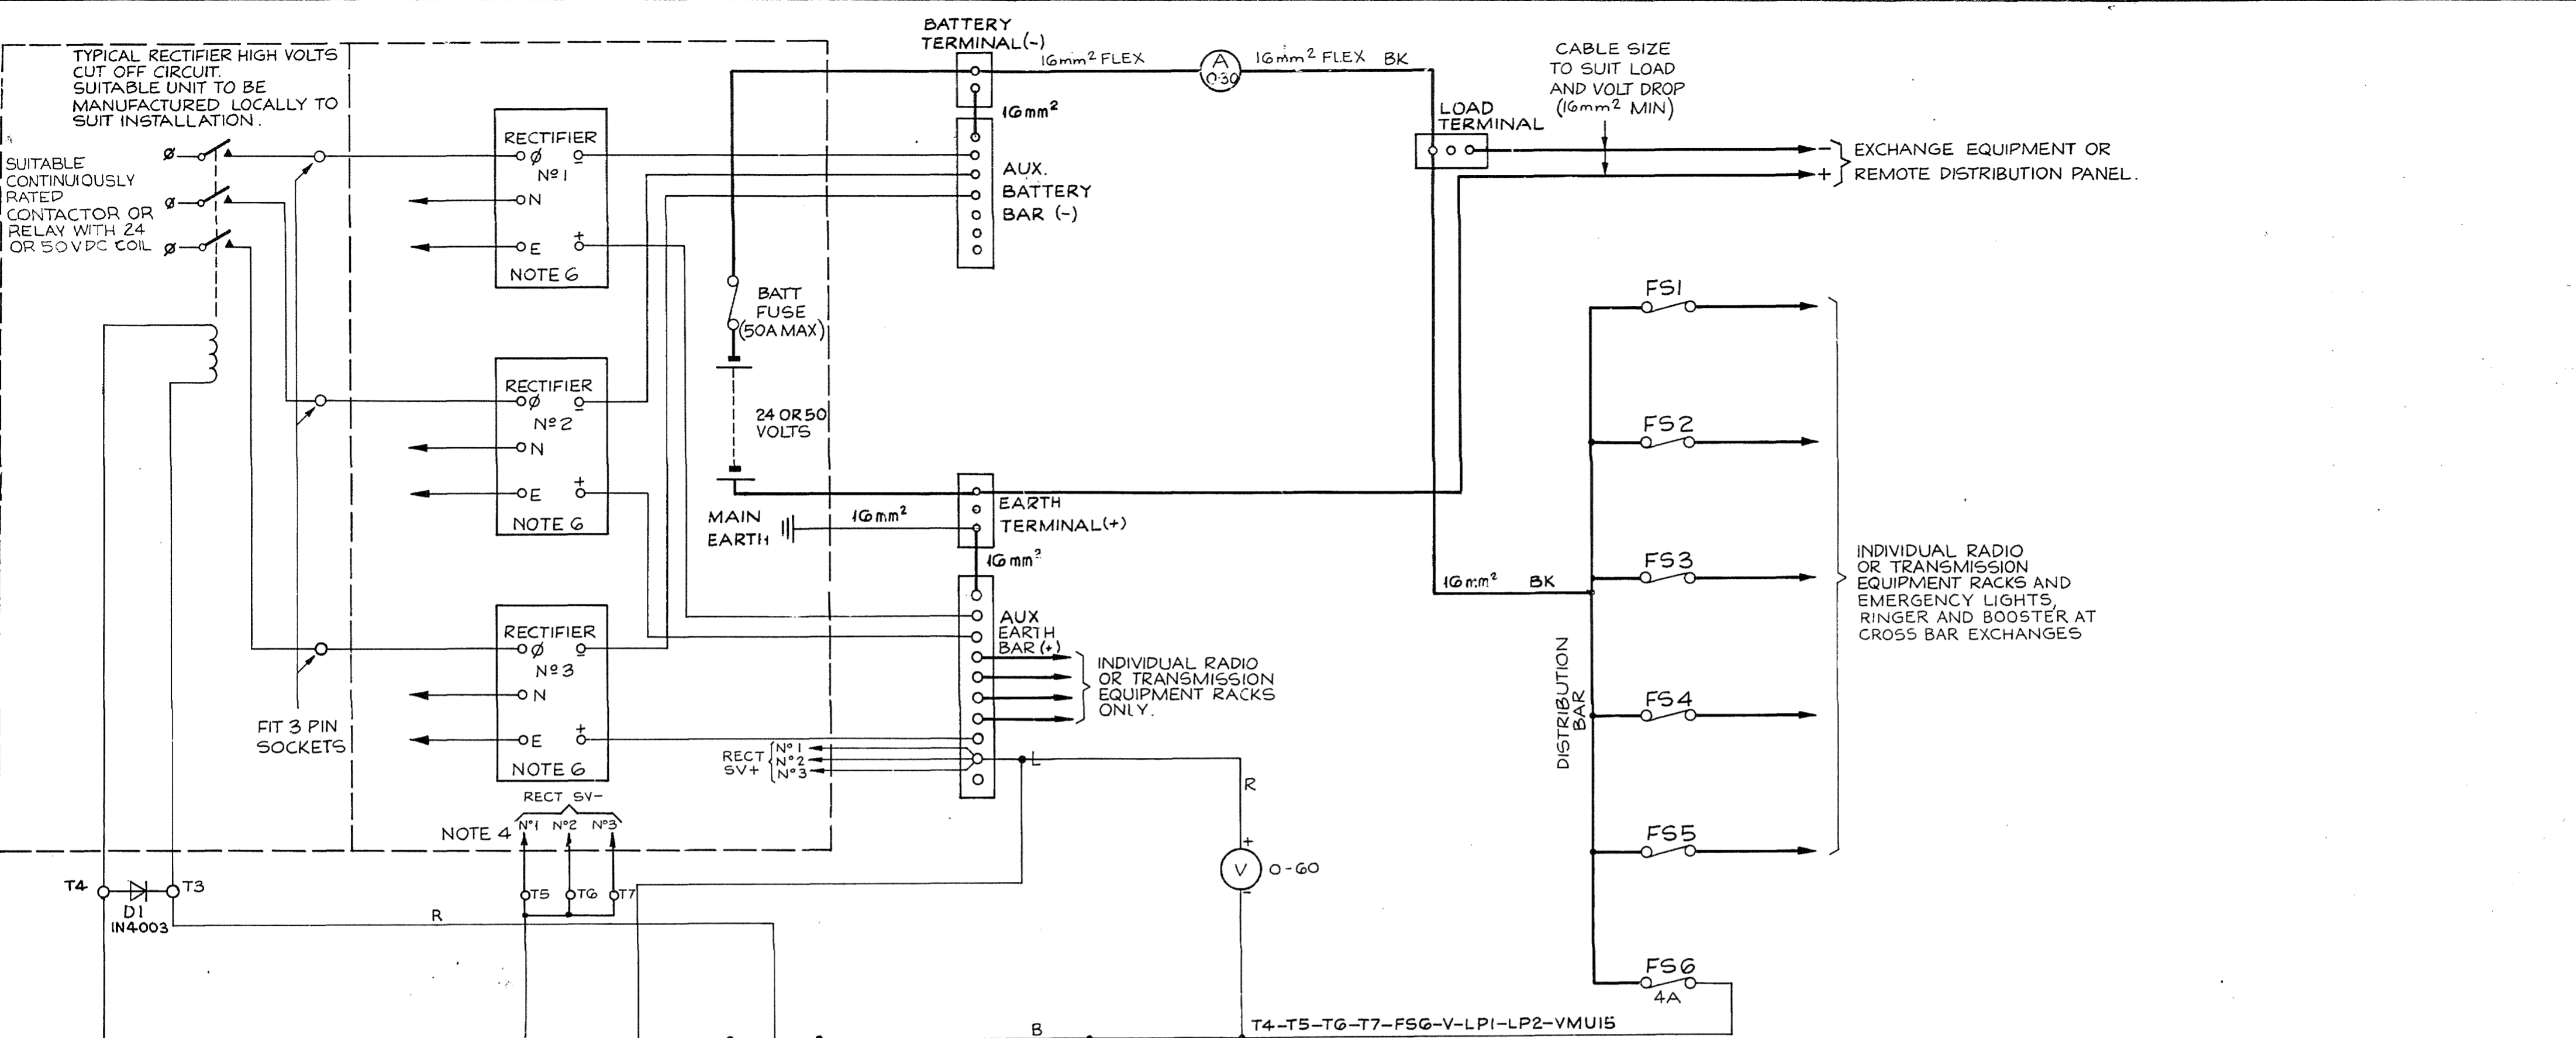 TYPICAL RECTIFIER HIGH VOLTS
CUT OFF CIRCUIT.
SUITABLE UNIT TO BE
MANUFACTURED LOCALLY TO
SUIT INSTALLATION.
SUITABLE
CONTINUOUSLY
RATED
CONTACTOR OR
RELAY WITH 24
OR 50V DC COIL
Ø
Ø
Ø
FIT 3 PIN
SOCKETS
RECTIFIER
Ø
Nº1
N
E
+
-
NOTE 6
RECTIFIER
Ø
Nº2
N
E
+
-
NOTE 6
RECTIFIER
Ø
Nº3
N
E
+
-
NOTE 6
BATT
FUSE
(50A MAX)
24 OR 50
VOLTS
MAIN
EARTH
16mm²
BATTERY
TERMINAL(-)
16mm² FLEX
A
0-30
16mm² FLEX BK
16mm²
AUX.
BATTERY
BAR (-)
LOAD
TERMINAL
CABLE SIZE
TO SUIT LOAD
AND VOLT DROP
(16mm² MIN)
-
+
EXCHANGE EQUIPMENT OR
REMOTE DISTRIBUTION PANEL.
EARTH
TERMINAL(+)
16mm²
AUX
EARTH
BAR(+)
INDIVIDUAL RADIO
OR TRANSMISSION
EQUIPMENT RACKS
ONLY.
RECT
SV+
Nº1
Nº2
Nº3
L
R
+
V
-
0-60
16mm² BK
DISTRIBUTION
BAR
FS1
FS2
FS3
FS4
FS5
FS6
4A
INDIVIDUAL RADIO
OR TRANSMISSION
EQUIPMENT RACKS AND
EMERGENCY LIGHTS,
RINGER AND BOOSTER AT
CROSS BAR EXCHANGES
RECT SV-
NOTE 4
Nº1 Nº2 Nº3
T5 T6 T7
T4 T3
D1
IN4003
R
B
T4-T5-T6-T7-FS6-V-LP1-LP2-VMU15